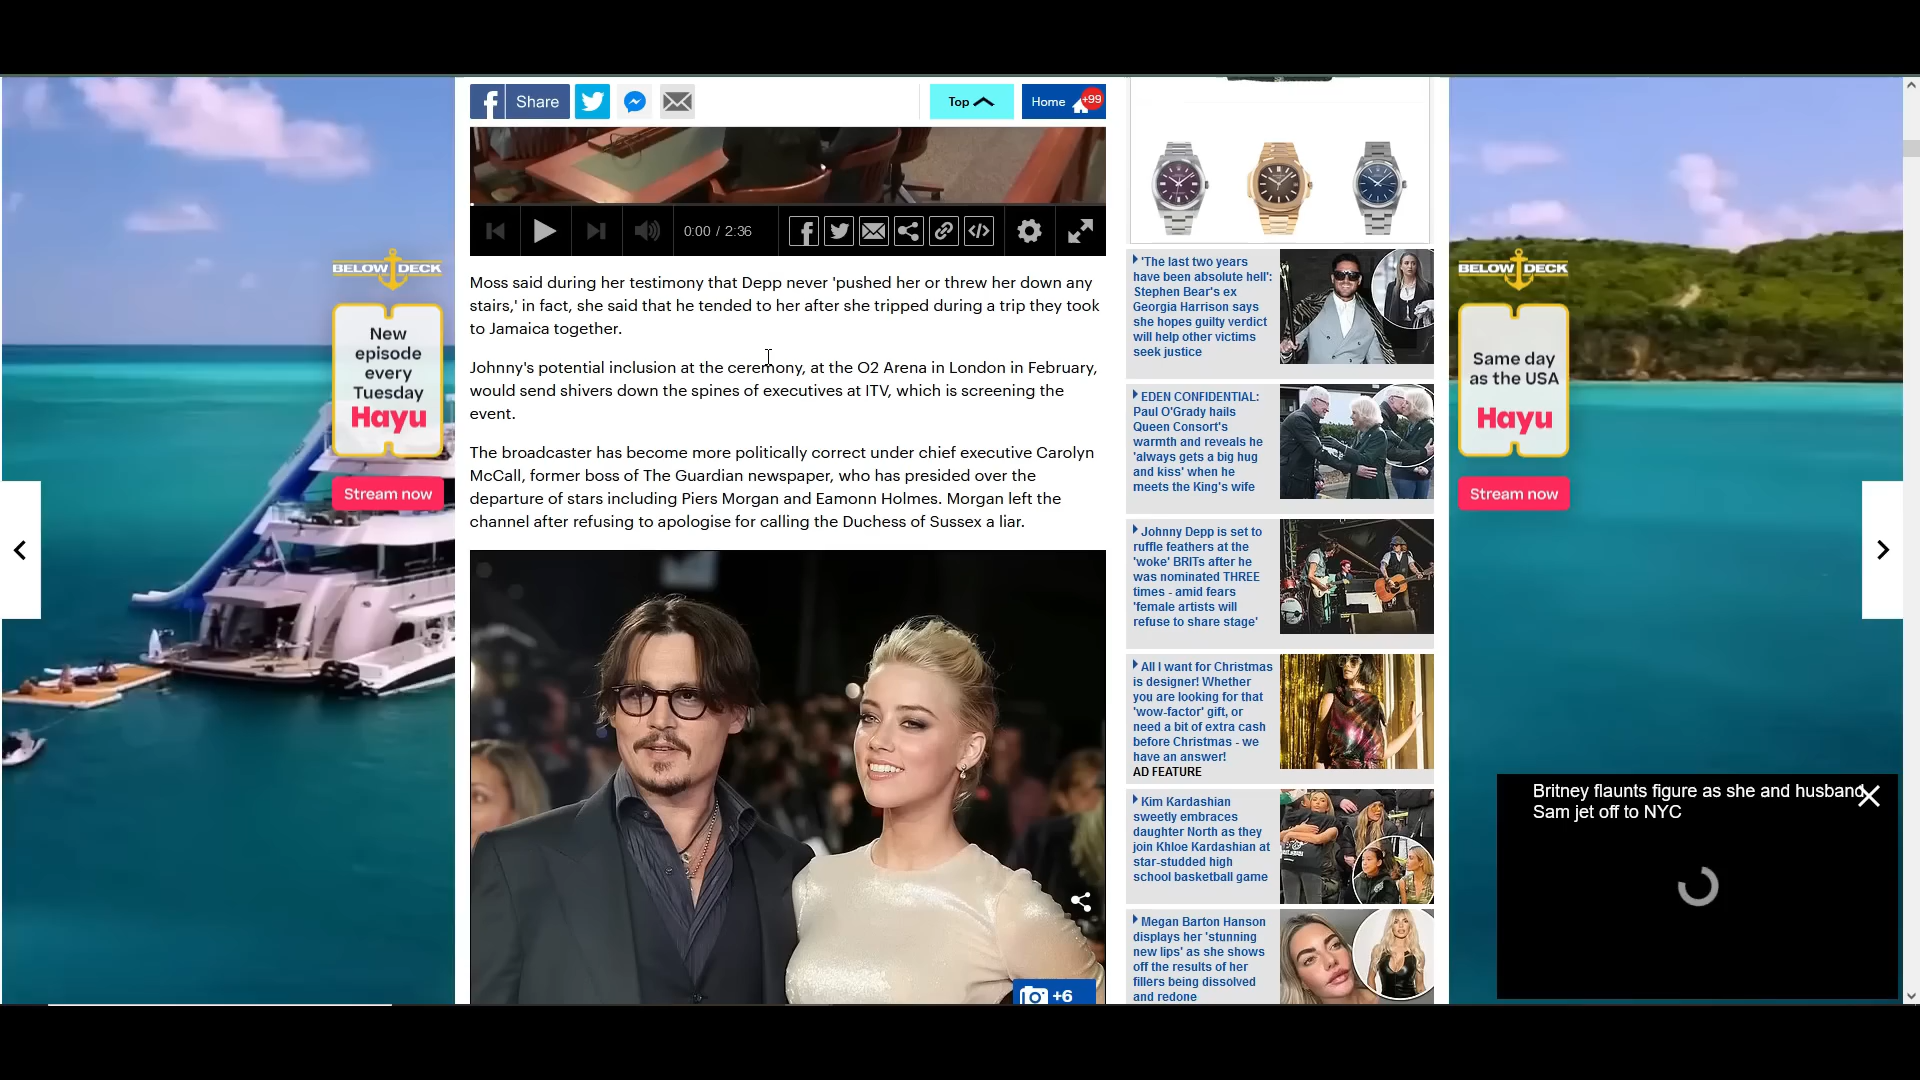 Share
Top
Home
+99
0:00 / 2:36
Moss said during her testimony that Depp never 'pushed her or threw her down any
stairs,' in fact, she said that he tended to her after she tripped during a trip they took
to Jamaica together.
Johnny's potential inclusion at the ceremony, at the O2 Arena in London in February,
would send shivers down the spines of executives at ITV, which is screening the
event.
The broadcaster has become more politically correct under chief executive Carolyn
McCall, former boss of The Guardian newspaper, who has presided over the
departure of stars including Piers Morgan and Eamonn Holmes. Morgan left the
channel after refusing to apologise for calling the Duchess of Sussex a liar.
+6
BELOW DECK
New
episode
every
Tuesday
Hayu
Stream now
'The last two years
have been absolute hell':
Stephen Bear's ex
Georgia Harrison says
she hopes guilty verdict
will help other victims
seek justice
EDEN CONFIDENTIAL:
Paul O'Grady hails
Queen Consort's
warmth and reveals he
'always gets a big hug
and kiss' when he
meets the King's wife
Johnny Depp is set to
ruffle feathers at the
'woke' BRITs after he
was nominated THREE
times - amid fears
'female artists will
refuse to share stage'
All I want for Christmas
is designer! Whether
you are looking for that
'wow-factor' gift, or
need a bit of extra cash
before Christmas - we
have an answer!
AD FEATURE
Kim Kardashian
sweetly embraces
daughter North as they
join Khloe Kardashian at
star-studded high
school basketball game
Megan Barton Hanson
displays her 'stunning
new lips' as she shows
off the results of her
fillers being dissolved
and redone
BELOW DECK
Same day
as the USA
Hayu
Stream now
Britney flaunts figure as she and husband
Sam jet off to NYC